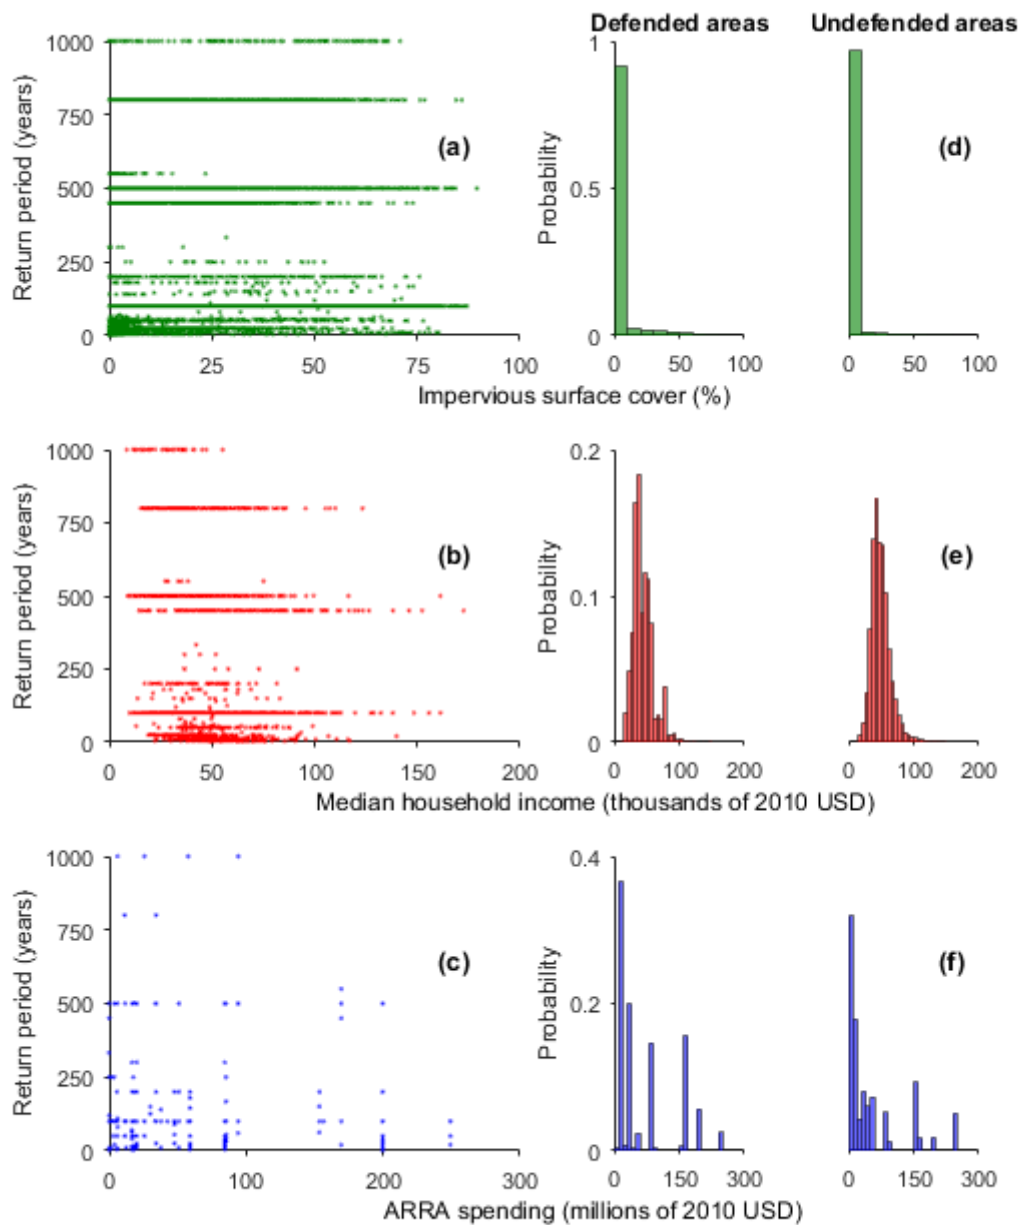 Defended areas Undefended areas
1000
750
500
250
0
Return period (years)
(a)
0 25 50 75 100
1
0.5
0
Probability
0 50 100
(d)
0 50 100
Impervious surface cover (%)
1000
750
500
250
0
Return period (years)
(b)
0 50 100 150 200
0.2
0.1
0
Probability
0 100 200
(e)
0 100 200
Median household income (thousands of 2010 USD)
1000
750
500
250
0
Return period (years)
(c)
0 100 200 300
0.4
0.2
0
Probability
0 150 300
(f)
0 150 300
ARRA spending (millions of 2010 USD)